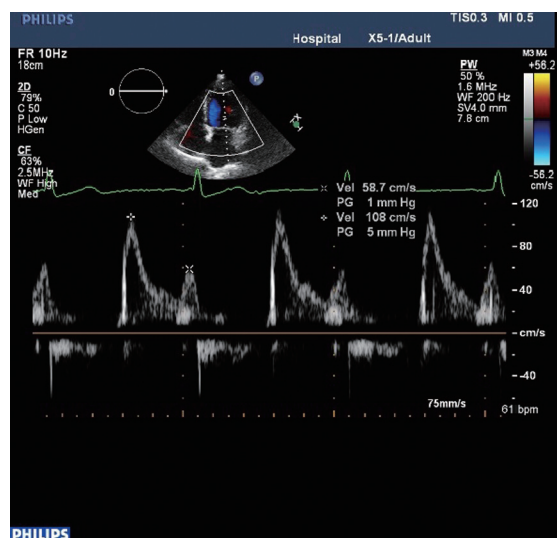 PHILIPS
TIS0.3 MI 0.5
Hospital X5-1/Adult
FR 10Hz
18cm
2D
79%
C 50
P Low
HGen
CF
63%
2.5MHz
WF High
Med
0
P
PW
50 %
1.6 MHz
WF 200 Hz
SV4.0 mm
7.8 cm
M3 M4
+56.2
-56.2
cm/s
Vel 58.7 cm/s
PG 1 mm Hg
Vel 108 cm/s
PG 5 mm Hg
-120
-80
-40
-cm/s
--40
75mm/s
61 bpm
PHILIPS